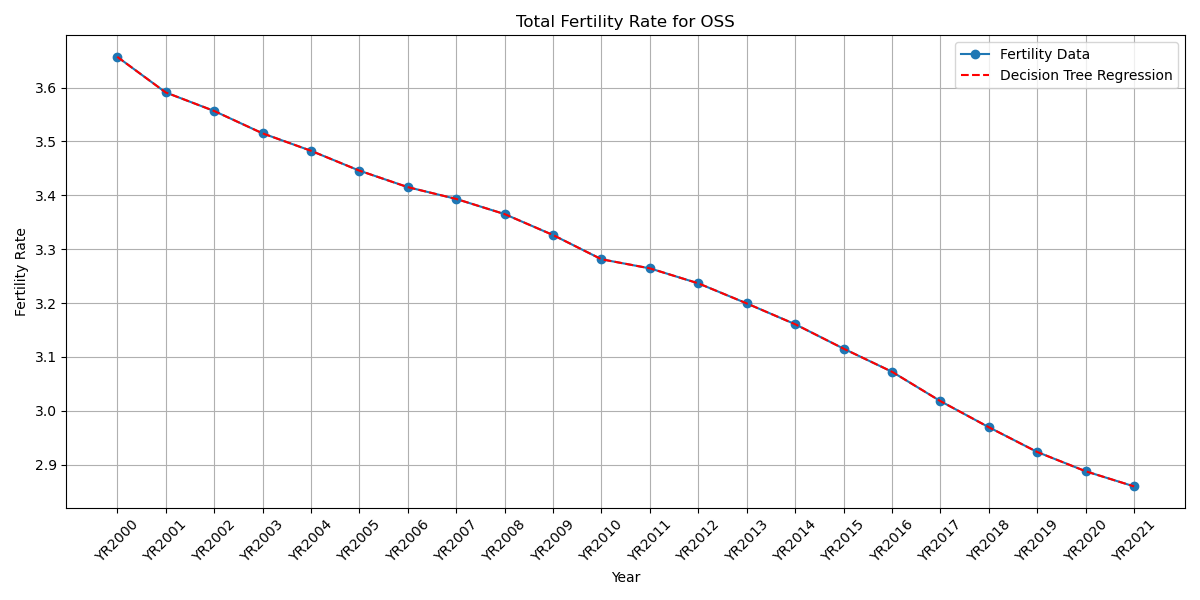 Total Fertility Rate for OSS
Fertility Data
Decision Tree Regression
Fertility Rate
3.6
3.5
3.4
3.3
3.2
3.1
3.0
2.9
YR2000
YR2001
YR2002
YR2003
YR2004
YR2005
YR2006
YR2007
YR2008
YR2009
YR2010
YR2011
YR2012
YR2013
YR2014
YR2015
YR2016
YR2017
YR2018
YR2019
YR2020
YR2021
Year